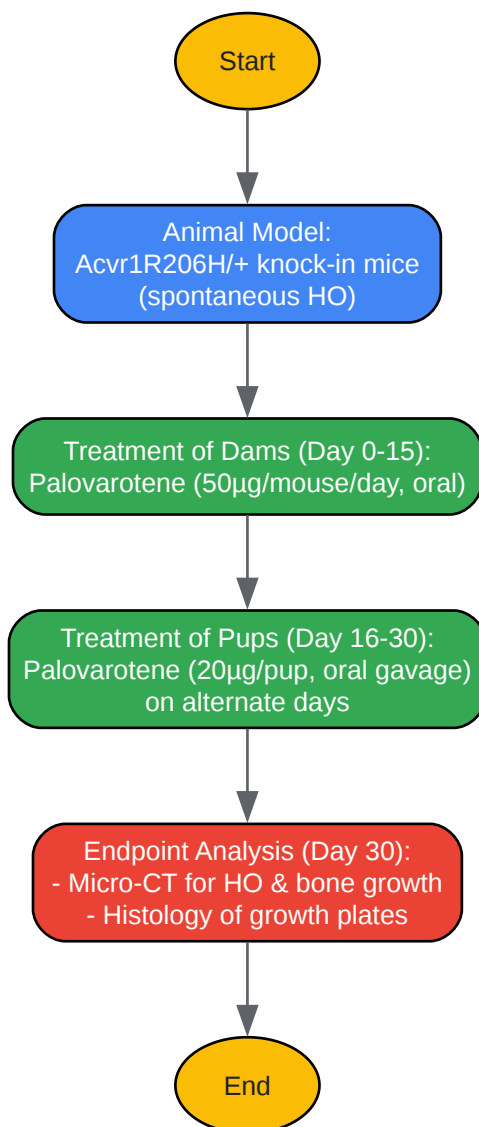 Start
Animal Model:
Acvr1R206H/+ knock-in mice
(spontaneous HO)
Treatment of Dams (Day 0-15):
Palovarotene (50µg/mouse/day, oral)
Treatment of Pups (Day 16-30):
Palovarotene (20µg/pup, oral gavage)
on alternate days
Endpoint Analysis (Day 30):
- Micro-CT for HO & bone growth
- Histology of growth plates
End